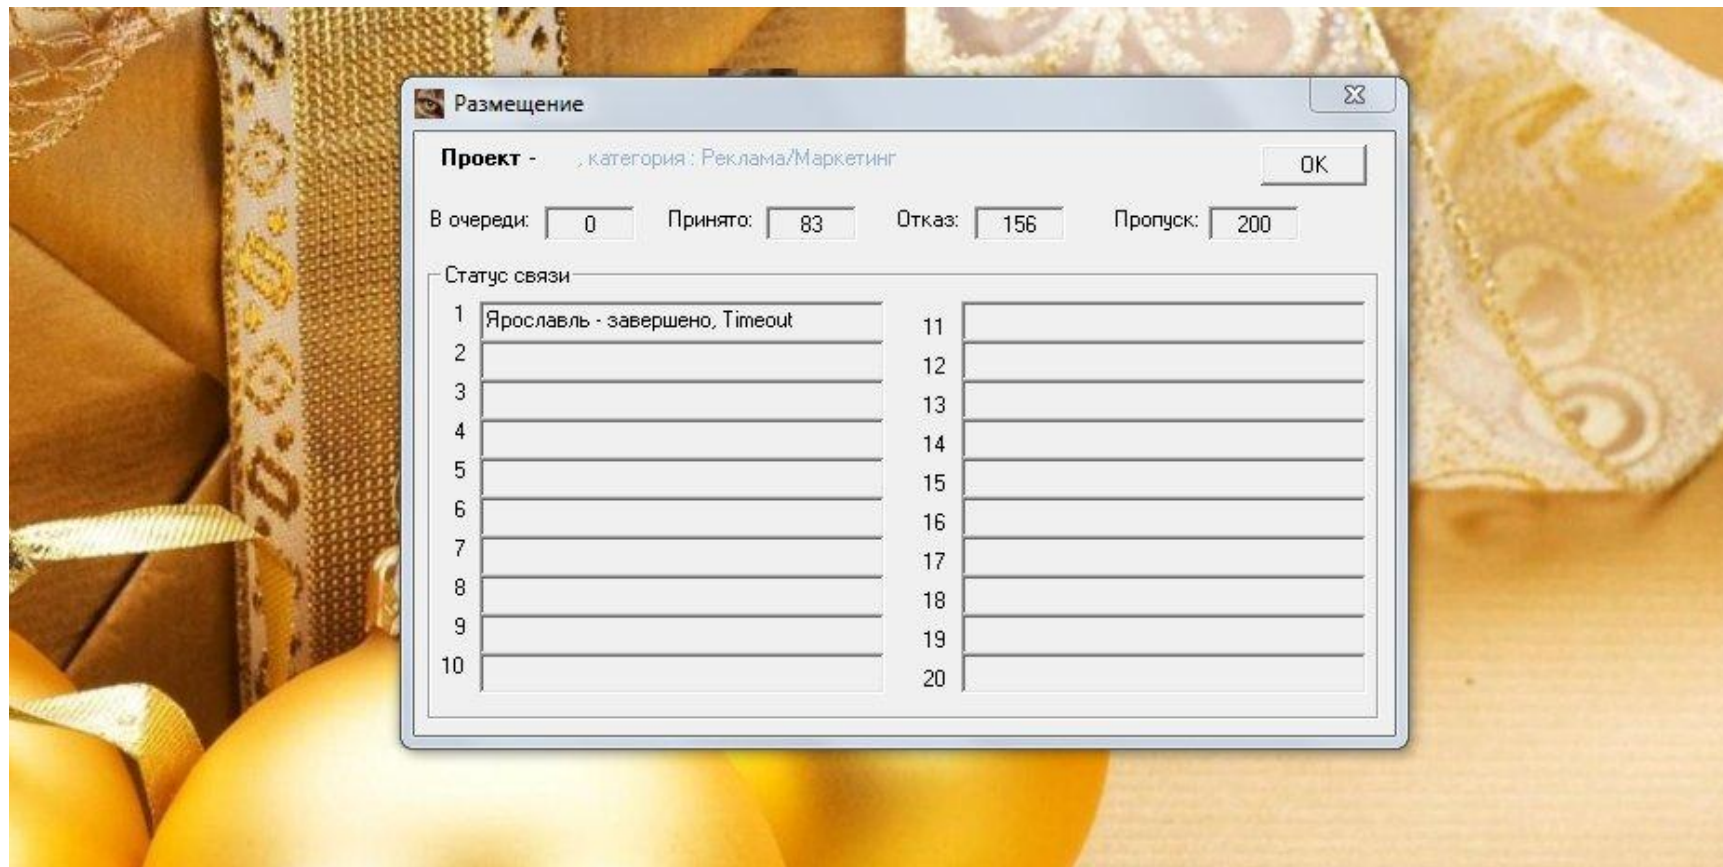 Размещение
Проект - , категория : Реклама/Маркетинг
OK
В очереди: 0 Принято: 83 Отказ: 156 Пропуск: 200
Статус связи
1 Ярославль - завершено, Timeout 11
2 12
3 13
4 14
5 15
6 16
7 17
8 18
9 19
10 20